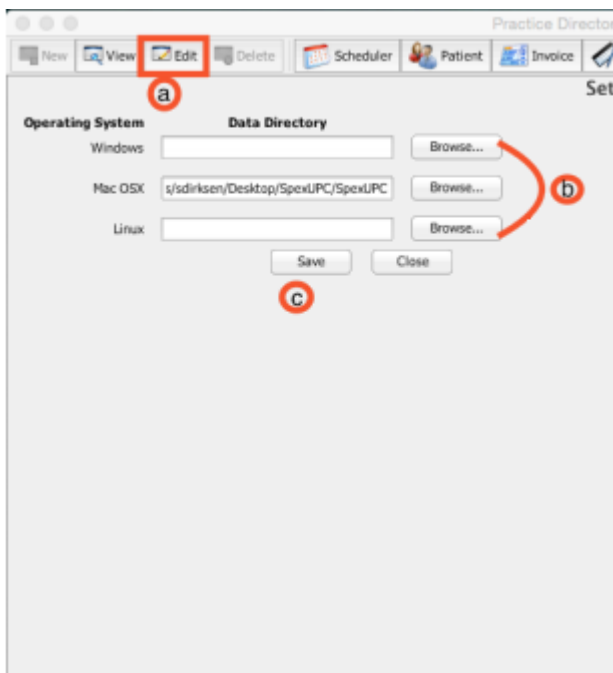 Practice Director
New View Edit Delete Scheduler Patient Invoice
a
Set
Operating System Data Directory
Windows Browse...
b
Mac OSX s/sdirksen/Desktop/SpexUPC/SpexUPC Browse...
Linux Browse...
Save Close
c